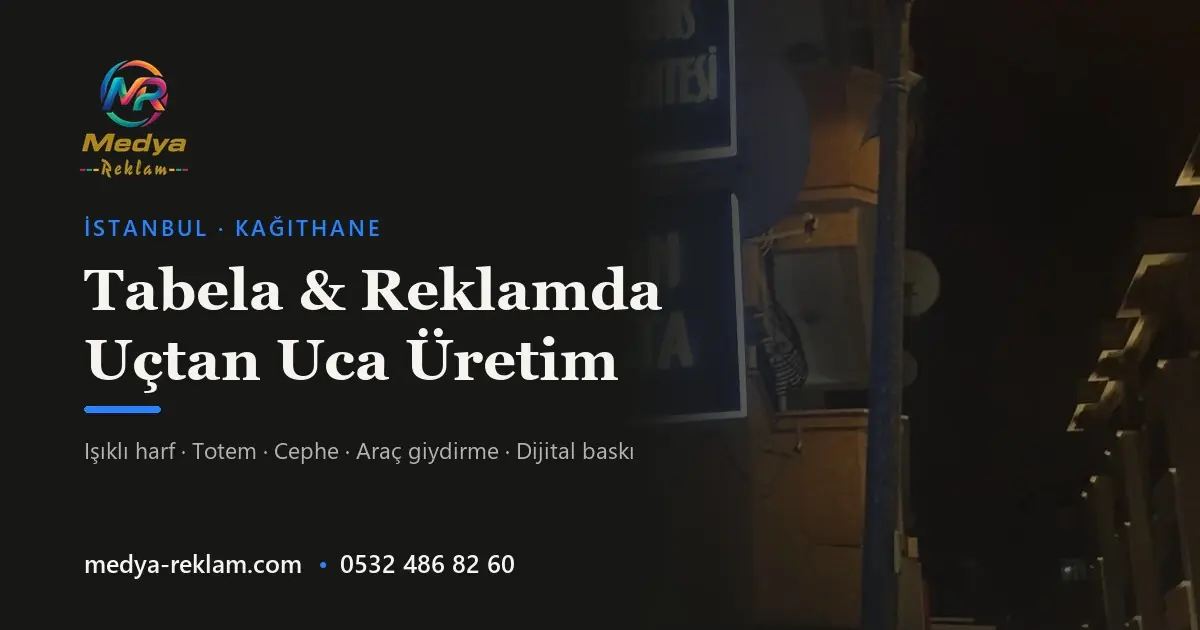 MR
Medya
Reklam
İSTANBUL · KAĞITHANE
Tabela & Reklamda
Uçtan Uca Üretim
Işıklı harf · Totem · Cephe · Araç giydirme · Dijital baskı
medya-reklam.com • 0532 486 82 60